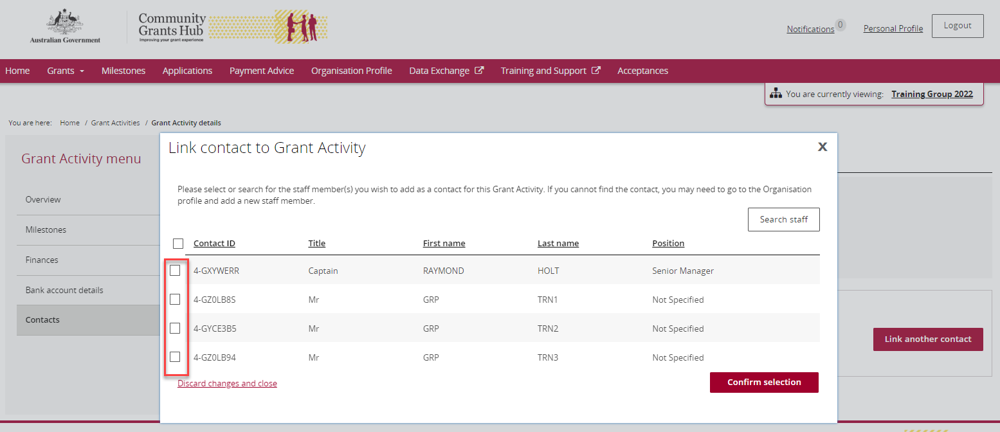 Australian Government
Community
Grants Hub
Improving your grant experience
Notifications 0
Personal Profile
Logout
Home Grants Milestones Applications Payment Advice Organisation Profile Data Exchange Training and Support Acceptances
You are currently viewing: Training Group 2022
You are here: Home / Grant Activities / Grant Activity details
Grant Activity menu
Overview
Milestones
Finances
Bank account details
Contacts
Link contact to Grant Activity
X
Please select or search for the staff member(s) you wish to add as a contact for this Grant Activity. If you cannot find the contact, you may need to go to the Organisation
profile and add a new staff member.
Search staff
Contact ID Title First name Last name Position
4-GXYWERR Captain RAYMOND HOLT Senior Manager
4-GZ0LB8S Mr GRP TRN1 Not Specified
4-GYCE3B5 Mr GRP TRN2 Not Specified
4-GZ0LB94 Mr GRP TRN3 Not Specified
Discard changes and close
Confirm selection
Link another contact